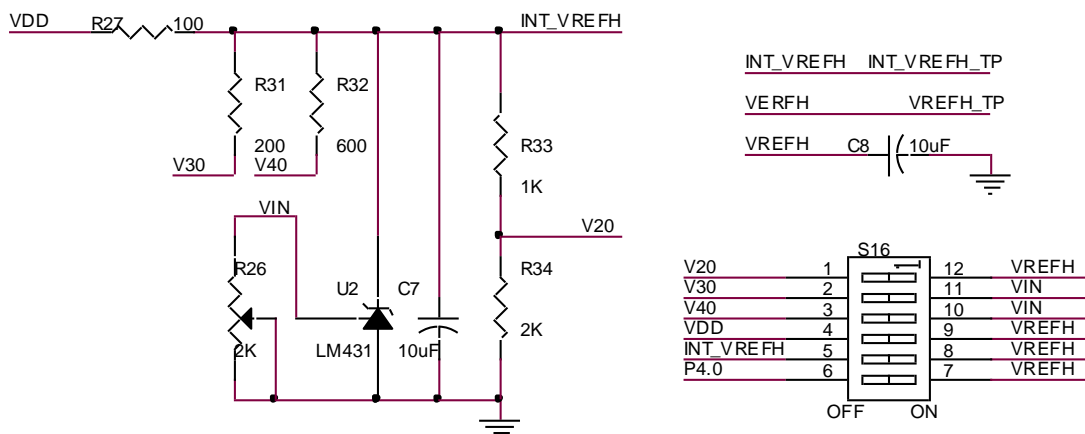 VDD
R27
100
INT_VREFH
R31
R32
200
600
V30
V40
R33
1K
VIN
V20
R26
2K
U2
LM431
C7
10uF
R34
2K
INT_VREFH INT_VREFH_TP
VERFH VREFH_TP
VREFH C8 10uF
S16
V20 1 12 VREFH
V30 2 11 VIN
V40 3 10 VIN
VDD 4 9 VREFH
INT_VREFH 5 8 VREFH
P4.0 6 7 VREFH
OFF ON